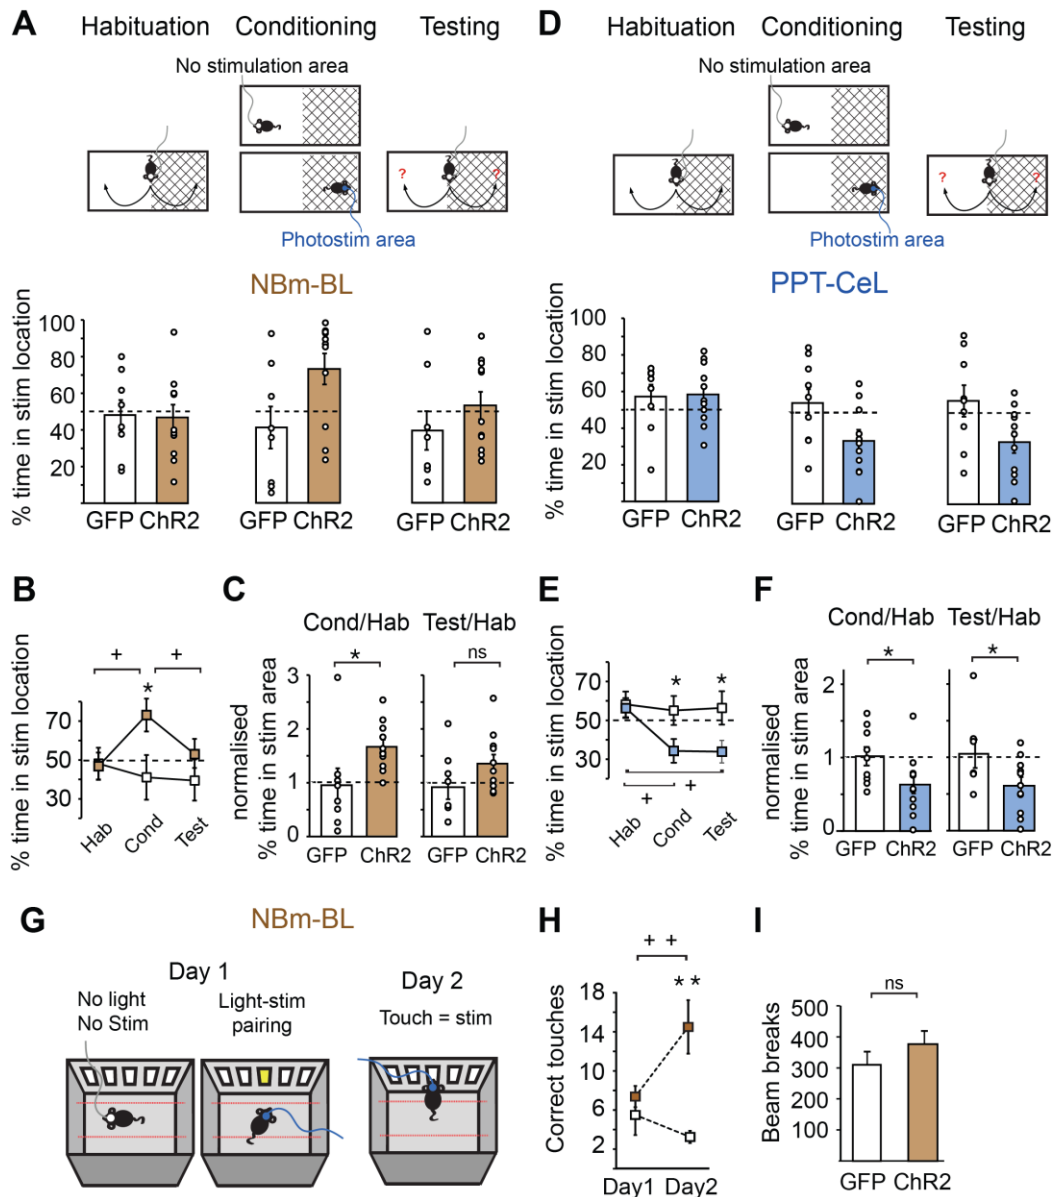 A
Habituation Conditioning Testing
No stimulation area
? ?
Photostim area
NBm-BL
% time in stim location
100
80
60
40
20
GFP ChR2 GFP ChR2 GFP ChR2
D
Habituation Conditioning Testing
No stimulation area
? ?
Photostim area
PPT-CeL
% time in stim location
100
80
60
40
20
GFP ChR2 GFP ChR2 GFP ChR2
B
% time in stim location
+ +
*
70
50
30
Hab Cond Test
C
Cond/Hab Test/Hab
* ns
normalised
% time in stim area
3
2
1
0
GFP ChR2 GFP ChR2
E
% time in stim location
* *
70
50
30
+ +
Hab Cond Test
F
Cond/Hab Test/Hab
* *
normalised
% time in stim area
2
1
0
GFP ChR2 GFP ChR2
G
NBm-BL
Day 1
No light
No Stim
Light-stim
pairing
Day 2
Touch = stim
H
+ +
* *
Correct touches
18
14
10
6
2
Day1 Day2
I
ns
Beam breaks
500
400
300
200
100
GFP ChR2